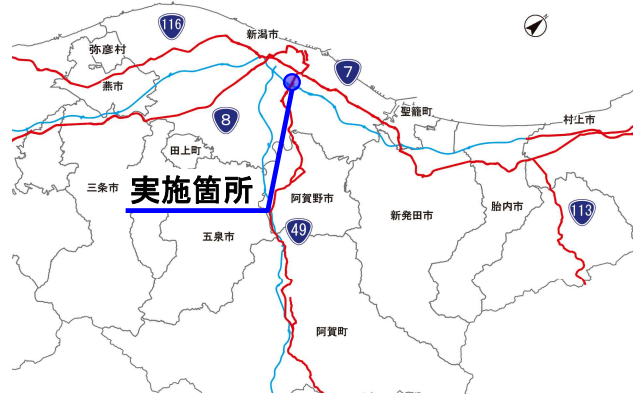 116
新潟市
弥彦村
7
燕市
聖籠町
8
村上市
田上町
実施箇所
三条市
阿賀野市
胎内市
新発田市
113
五泉市
49
阿賀町